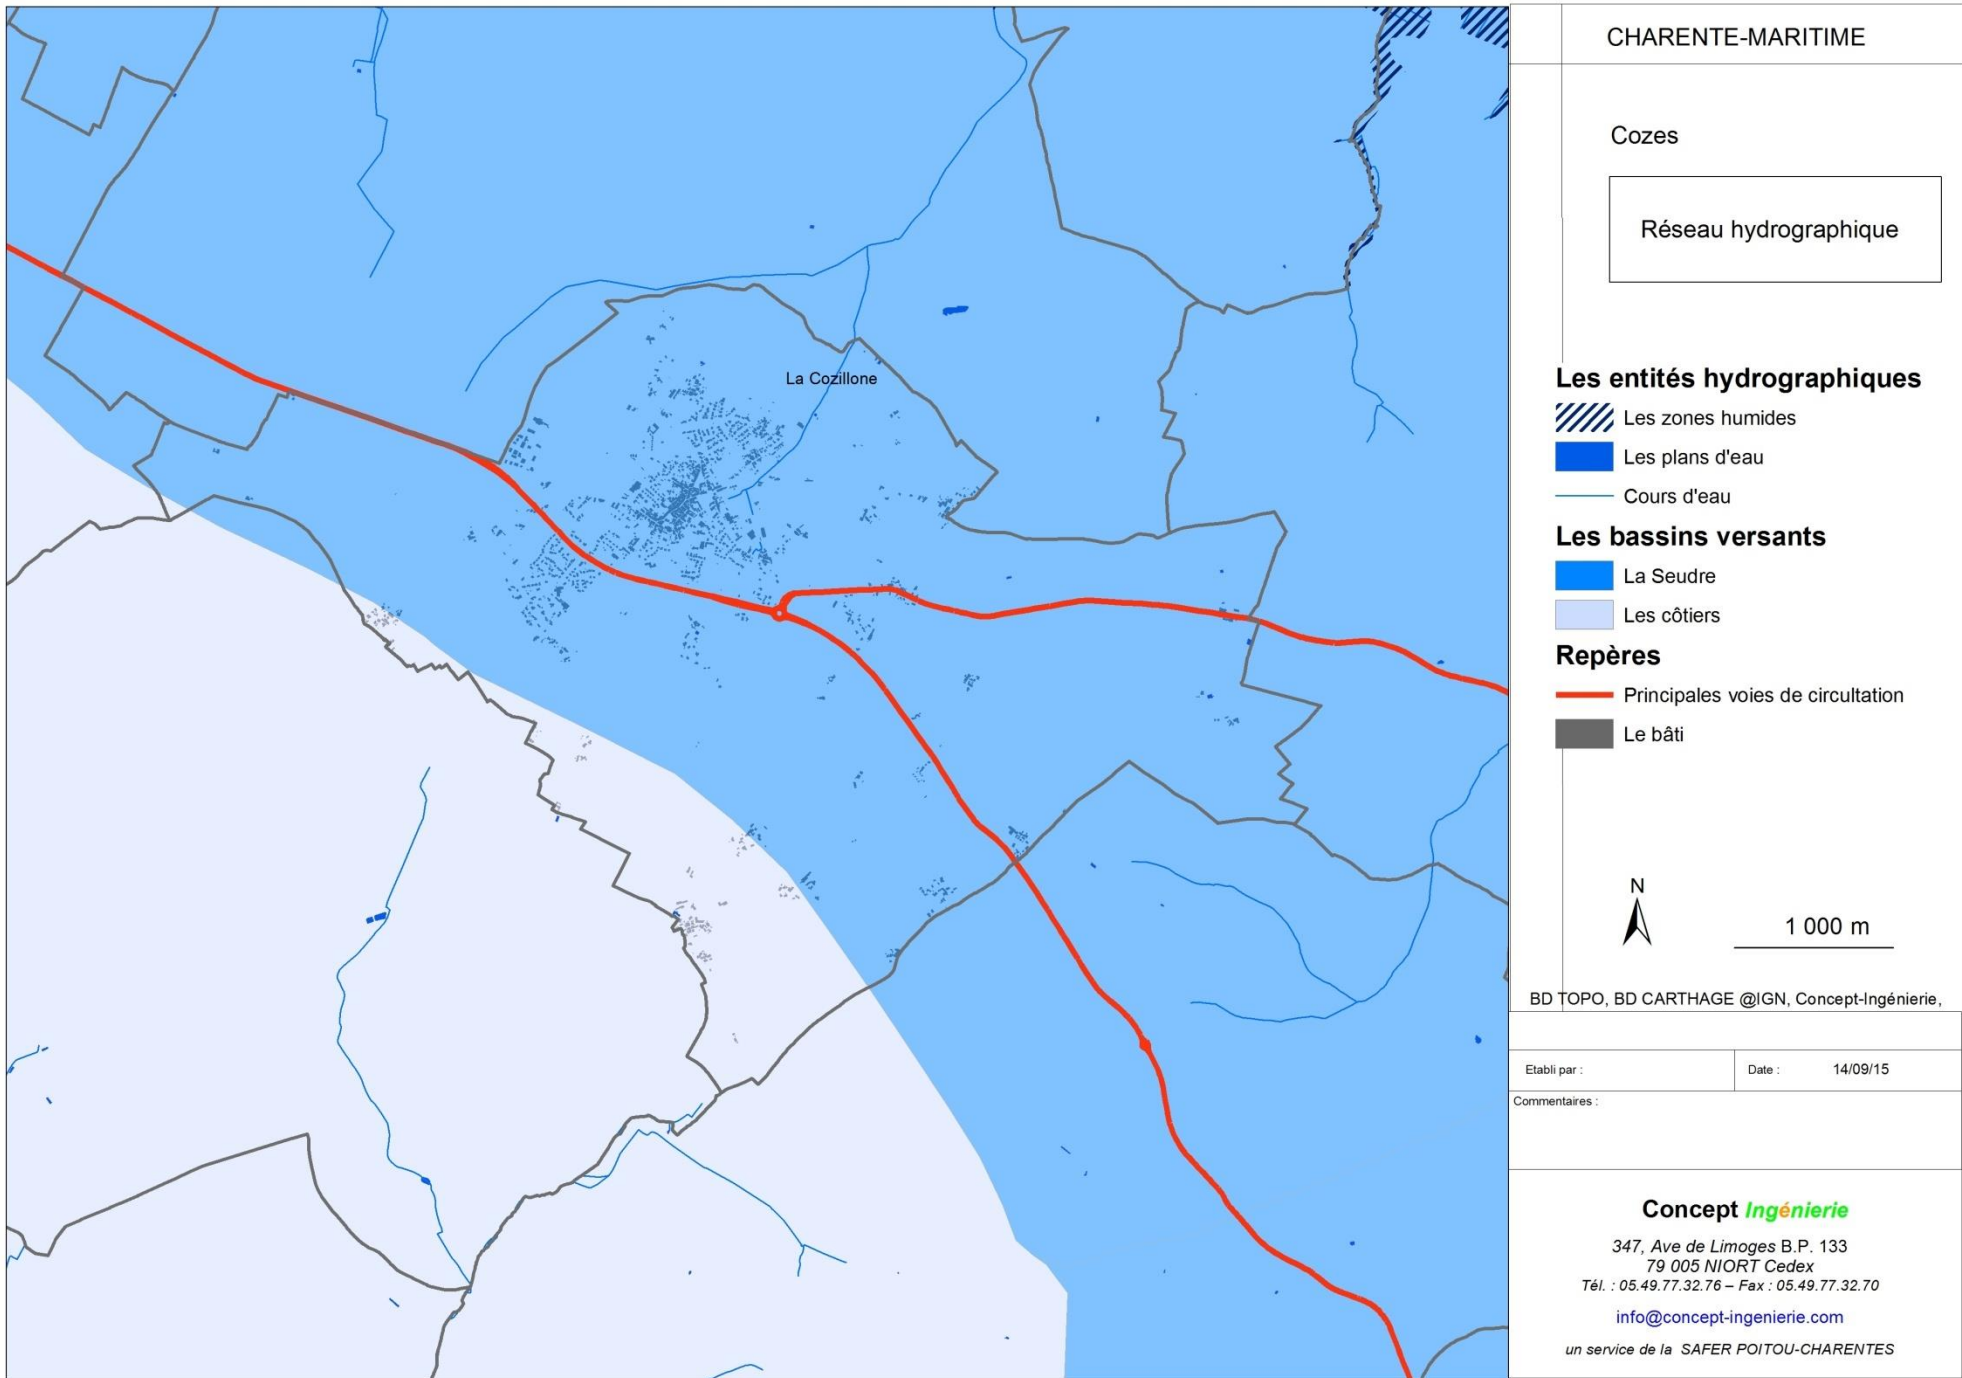 La Cozillone
CHARENTE-MARITIME
Cozes
Réseau hydrographique
Les entités hydrographiques
Les zones humides
Les plans d'eau
Cours d'eau
Les bassins versants
La Seudre
Les côtiers
Repères
Principales voies de circultation
Le bâti
N
1 000 m
BD TOPO, BD CARTHAGE @IGN, Concept-Ingénierie,
Etabli par :
Date : 14/09/15
Commentaires :
Concept Ingénierie
347, Ave de Limoges B.P. 133
79 005 NIORT Cedex
Tél. : 05.49.77.32.76 – Fax : 05.49.77.32.70
info@concept-ingenierie.com
un service de la SAFER POITOU-CHARENTES